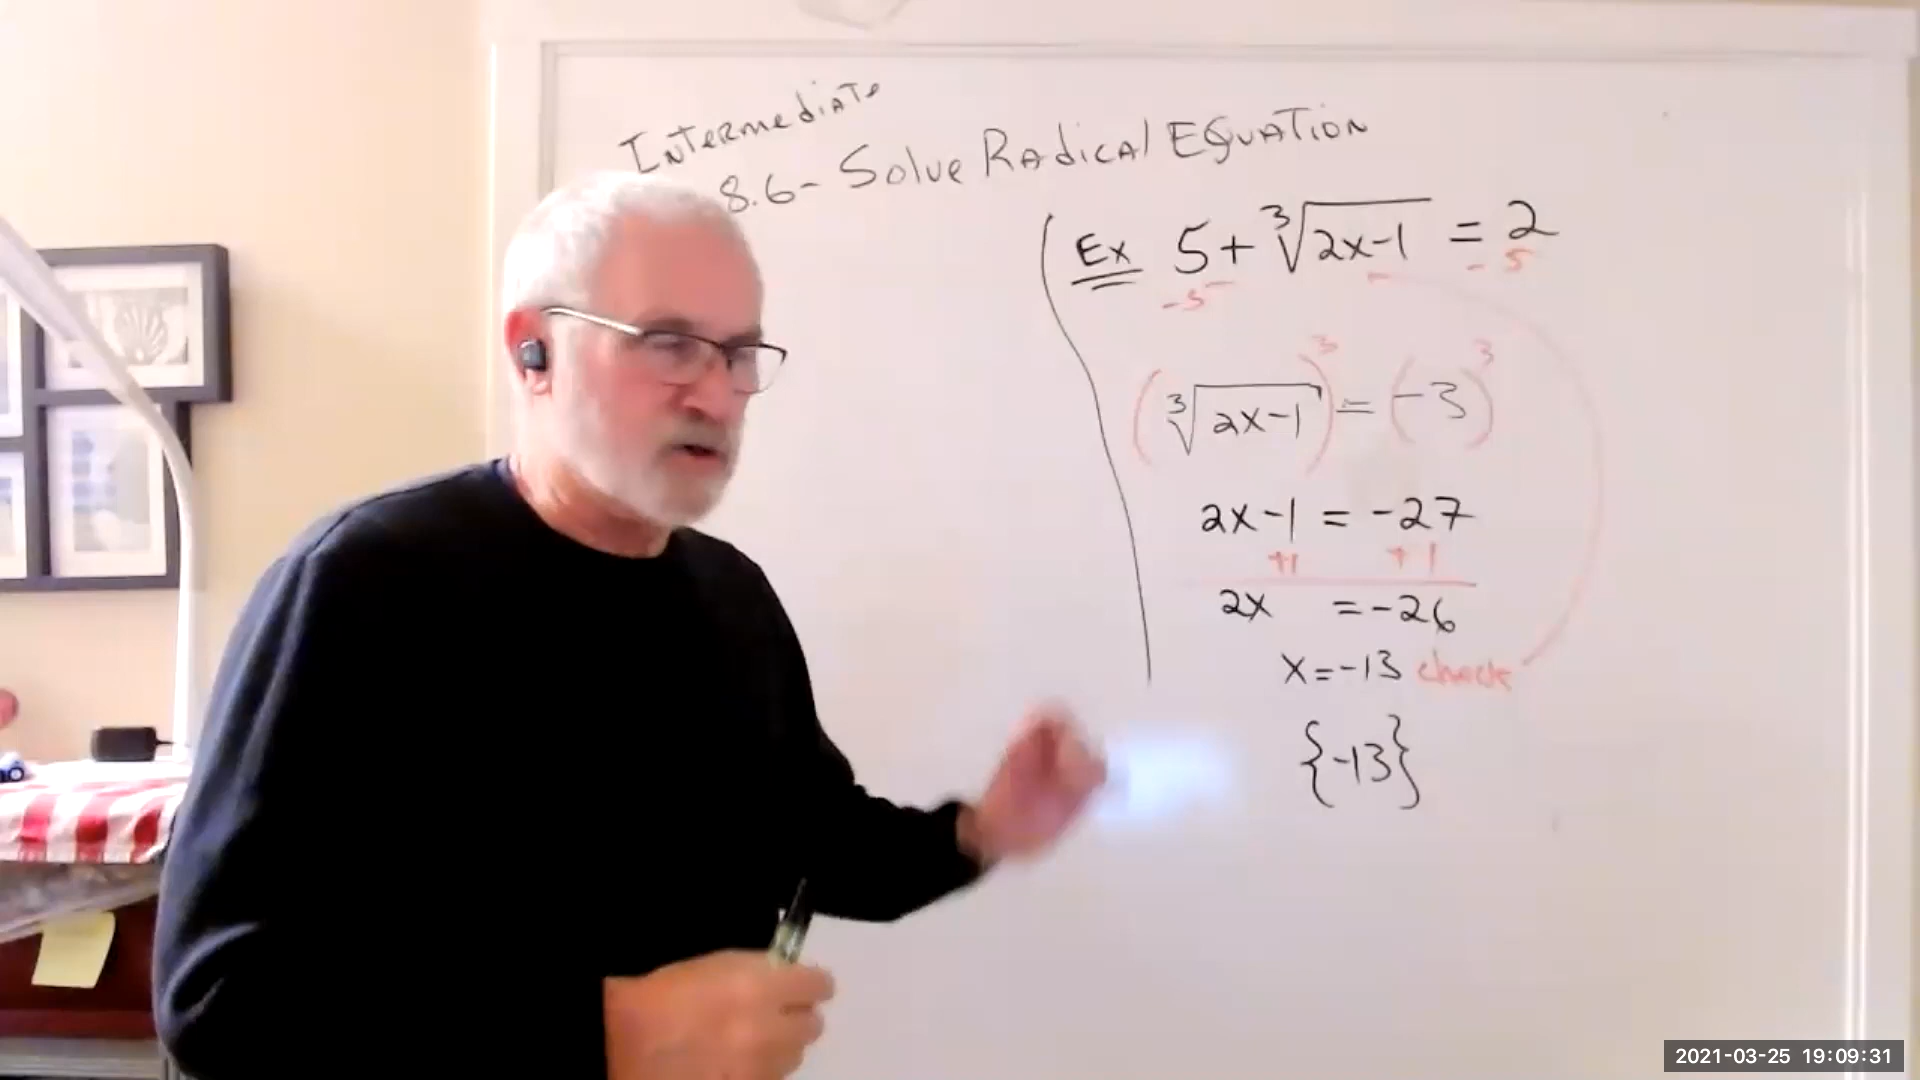 Intermediate
8.6- Solve Radical Equation
Ex 5 + ∛(2x-1) = 2
-5 - 5
(∛(2x-1))³ = (-3)³
2x-1 = -27
+1 +1
2x = -26
x = -13 check
{-13}
2021-03-25 19:09:31